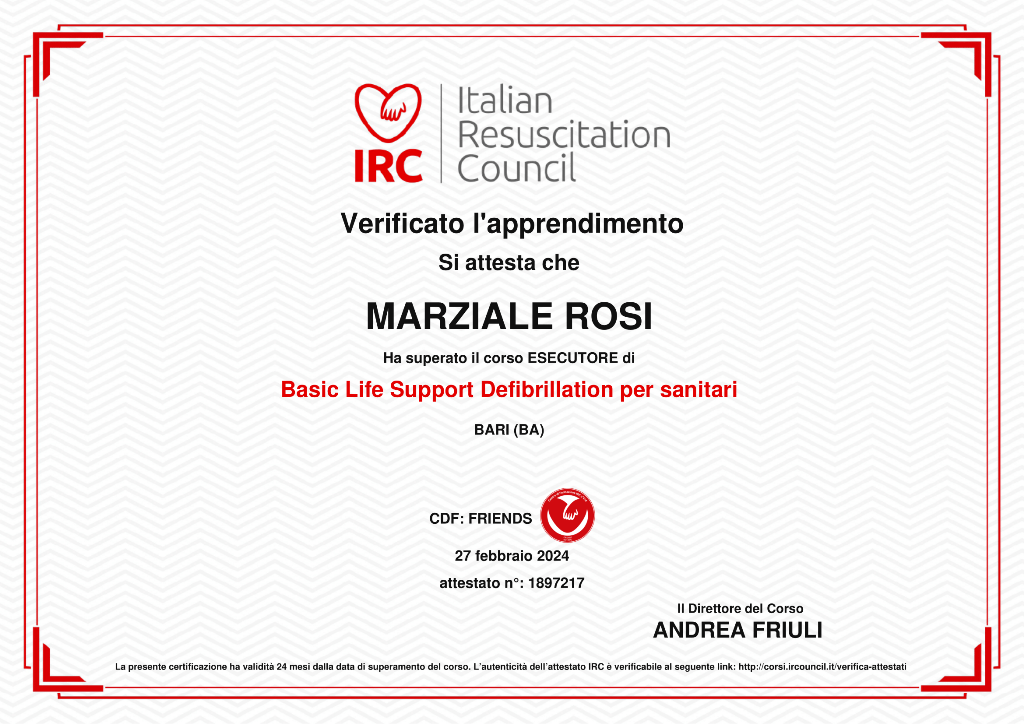 IRC
Italian
Resuscitation
Council
Verificato l'apprendimento
Si attesta che
MARZIALE ROSI
Ha superato il corso ESECUTORE di
Basic Life Support Defibrillation per sanitari
BARI (BA)
CDF: FRIENDS
27 febbraio 2024
attestato n°: 1897217
Il Direttore del Corso
ANDREA FRIULI
La presente certificazione ha validità 24 mesi dalla data di superamento del corso. L'autenticità dell'attestato IRC è verificabile al seguente link: http://corsi.ircouncil.it/verifica-attestati